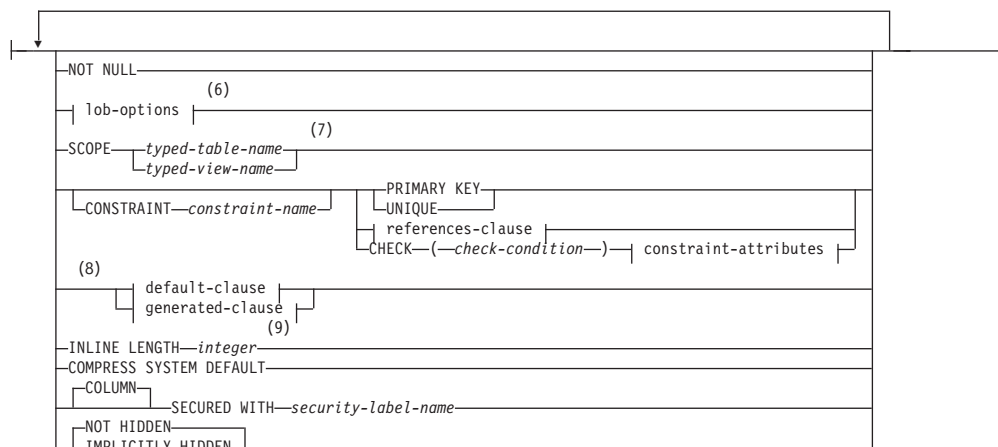 NOT NULL
(6)
lob-options
(7)
SCOPE typed-table-name
typed-view-name
PRIMARY KEY
CONSTRAINT constraint-name UNIQUE
references-clause
CHECK ( check-condition ) constraint-attributes
(8)
default-clause
generated-clause
(9)
INLINE LENGTH integer
COMPRESS SYSTEM DEFAULT
COLUMN
SECURED WITH security-label-name
NOT HIDDEN
IMPLICITLY HIDDEN